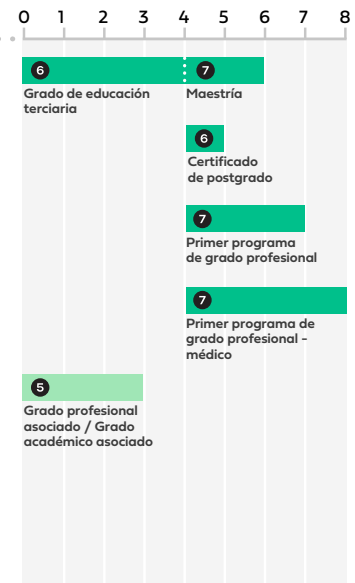 0 1 2 3 4 5 6 7 8
6 7
Grado de educación Maestría
terciaria
6
Certificado
de postgrado
7
Primer programa
de grado profesional
7
Primer programa de
grado profesional -
médico
5
Grado profesional
asociado / Grado
académico asociado